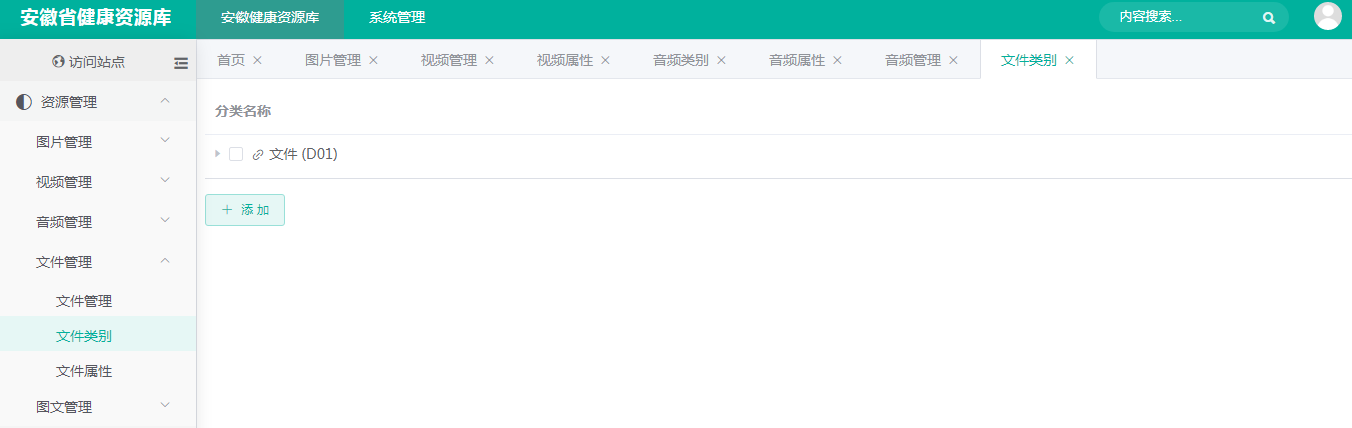 安徽省健康资源库
安徽健康资源库
系统管理
内容搜索...
访问站点
首页
图片管理
视频管理
视频属性
音频类别
音频属性
音频管理
文件类别
资源管理
图片管理
视频管理
音频管理
文件管理
文件管理
文件类别
文件属性
图文管理
分类名称
文件 (D01)
添 加